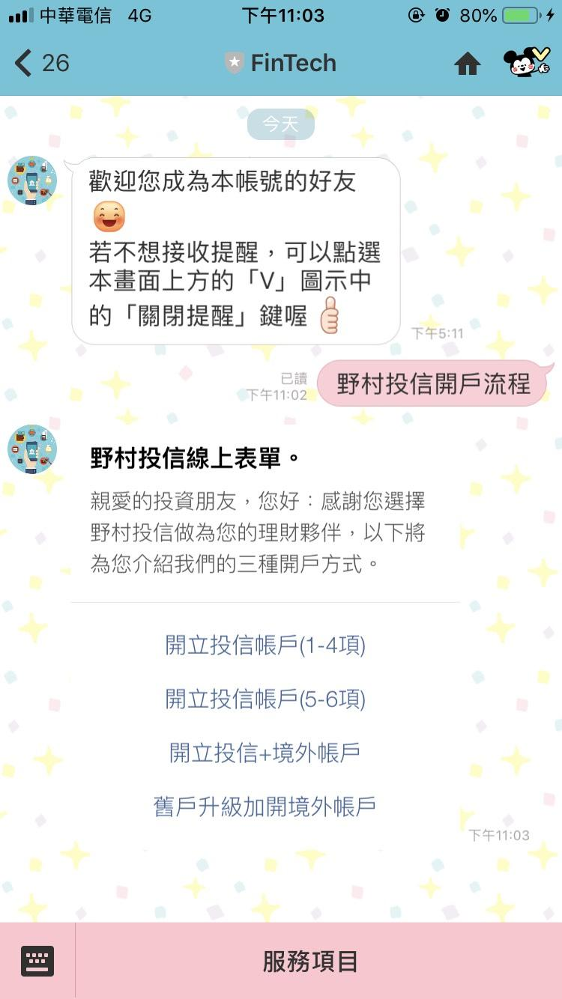 中華電信 4G 下午11:03 80%
26 FinTech
今天
歡迎您成為本帳號的好友
若不想接收提醒，可以點選
本畫面上方的「V」圖示中
的「關閉提醒」鍵喔
下午5:11
已讀
下午11:02
野村投信開戶流程
野村投信線上表單。
親愛的投資朋友，您好：感謝您選擇
野村投信做為您的理財夥伴，以下將
為您介紹我們的三種開戶方式。
開立投信帳戶(1-4項)
開立投信帳戶(5-6項)
開立投信+境外帳戶
舊戶升級加開境外帳戶
下午11:03
服務項目